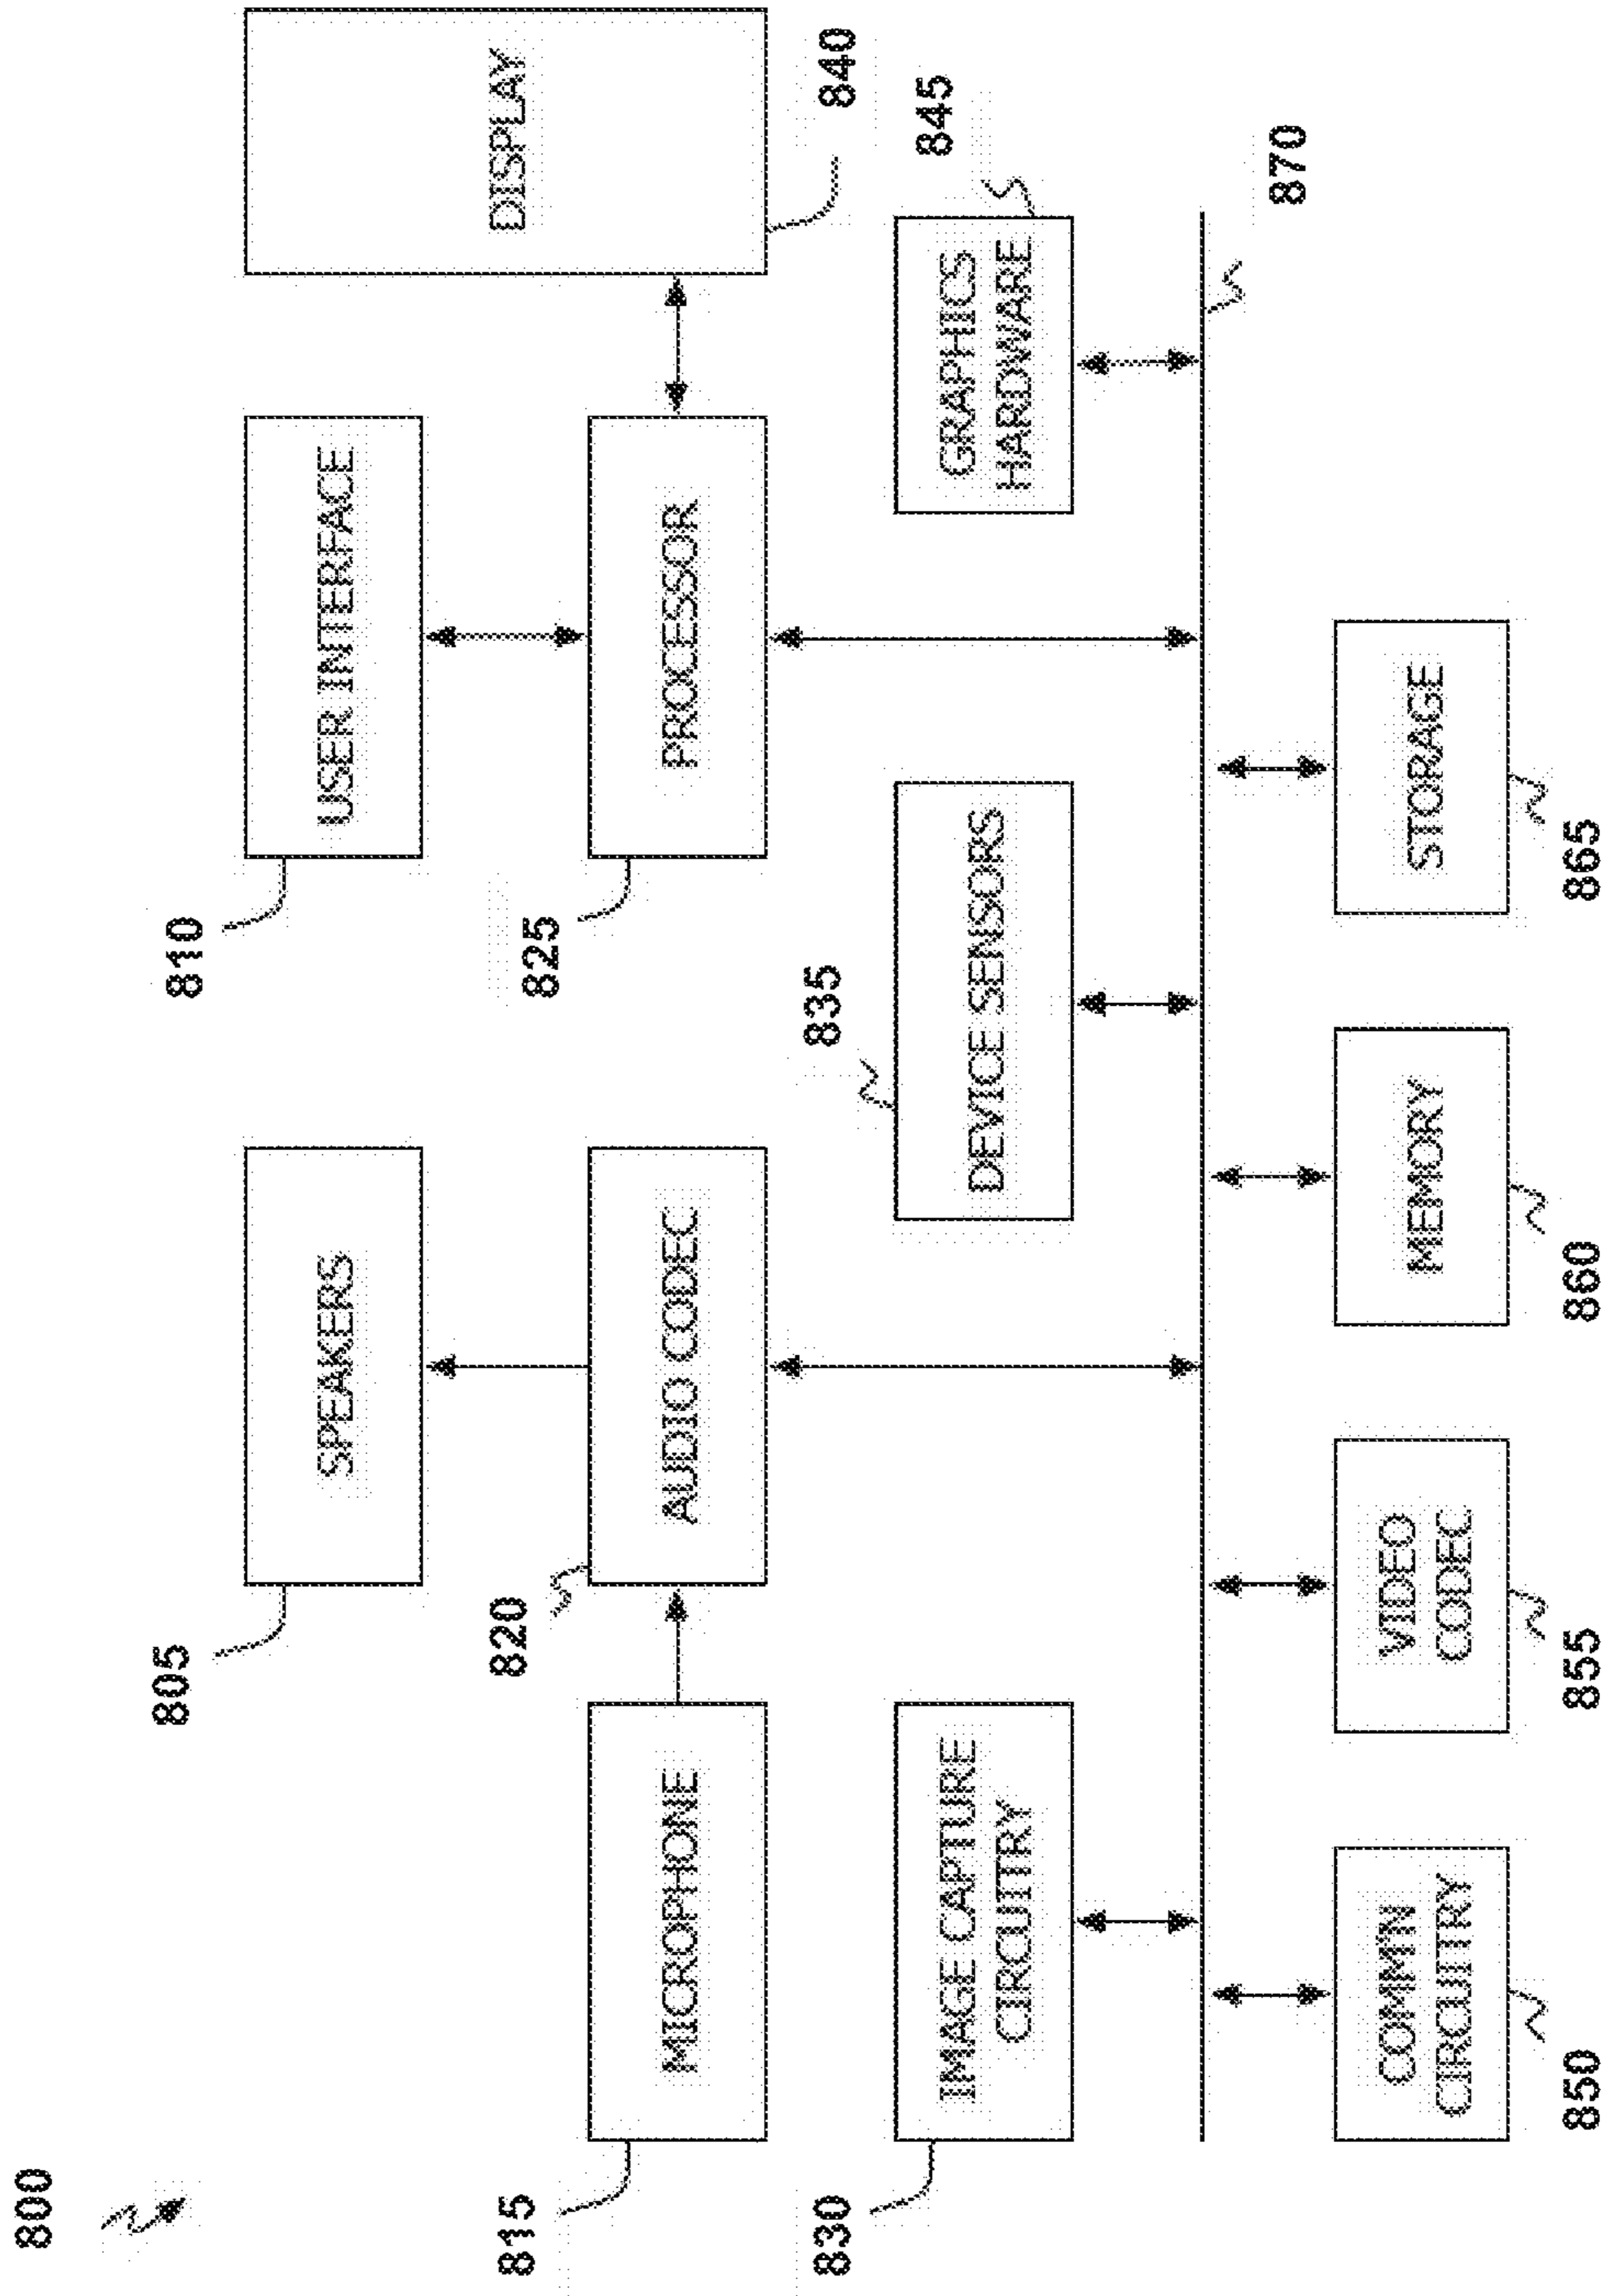 800
805
SPEAKERS
810
USER INTERFACE
DISPLAY
840
815
MICROPHONE
820
AUDIO CODEC
825
PROCESSOR
830
IMAGE CAPTURE
CIRCUITRY
835
DEVICE SENSORS
845
GRAPHICS
HARDWARE
870
COMM'N
CIRCUITRY
850
VIDEO
CODEC
855
MEMORY
860
STORAGE
865